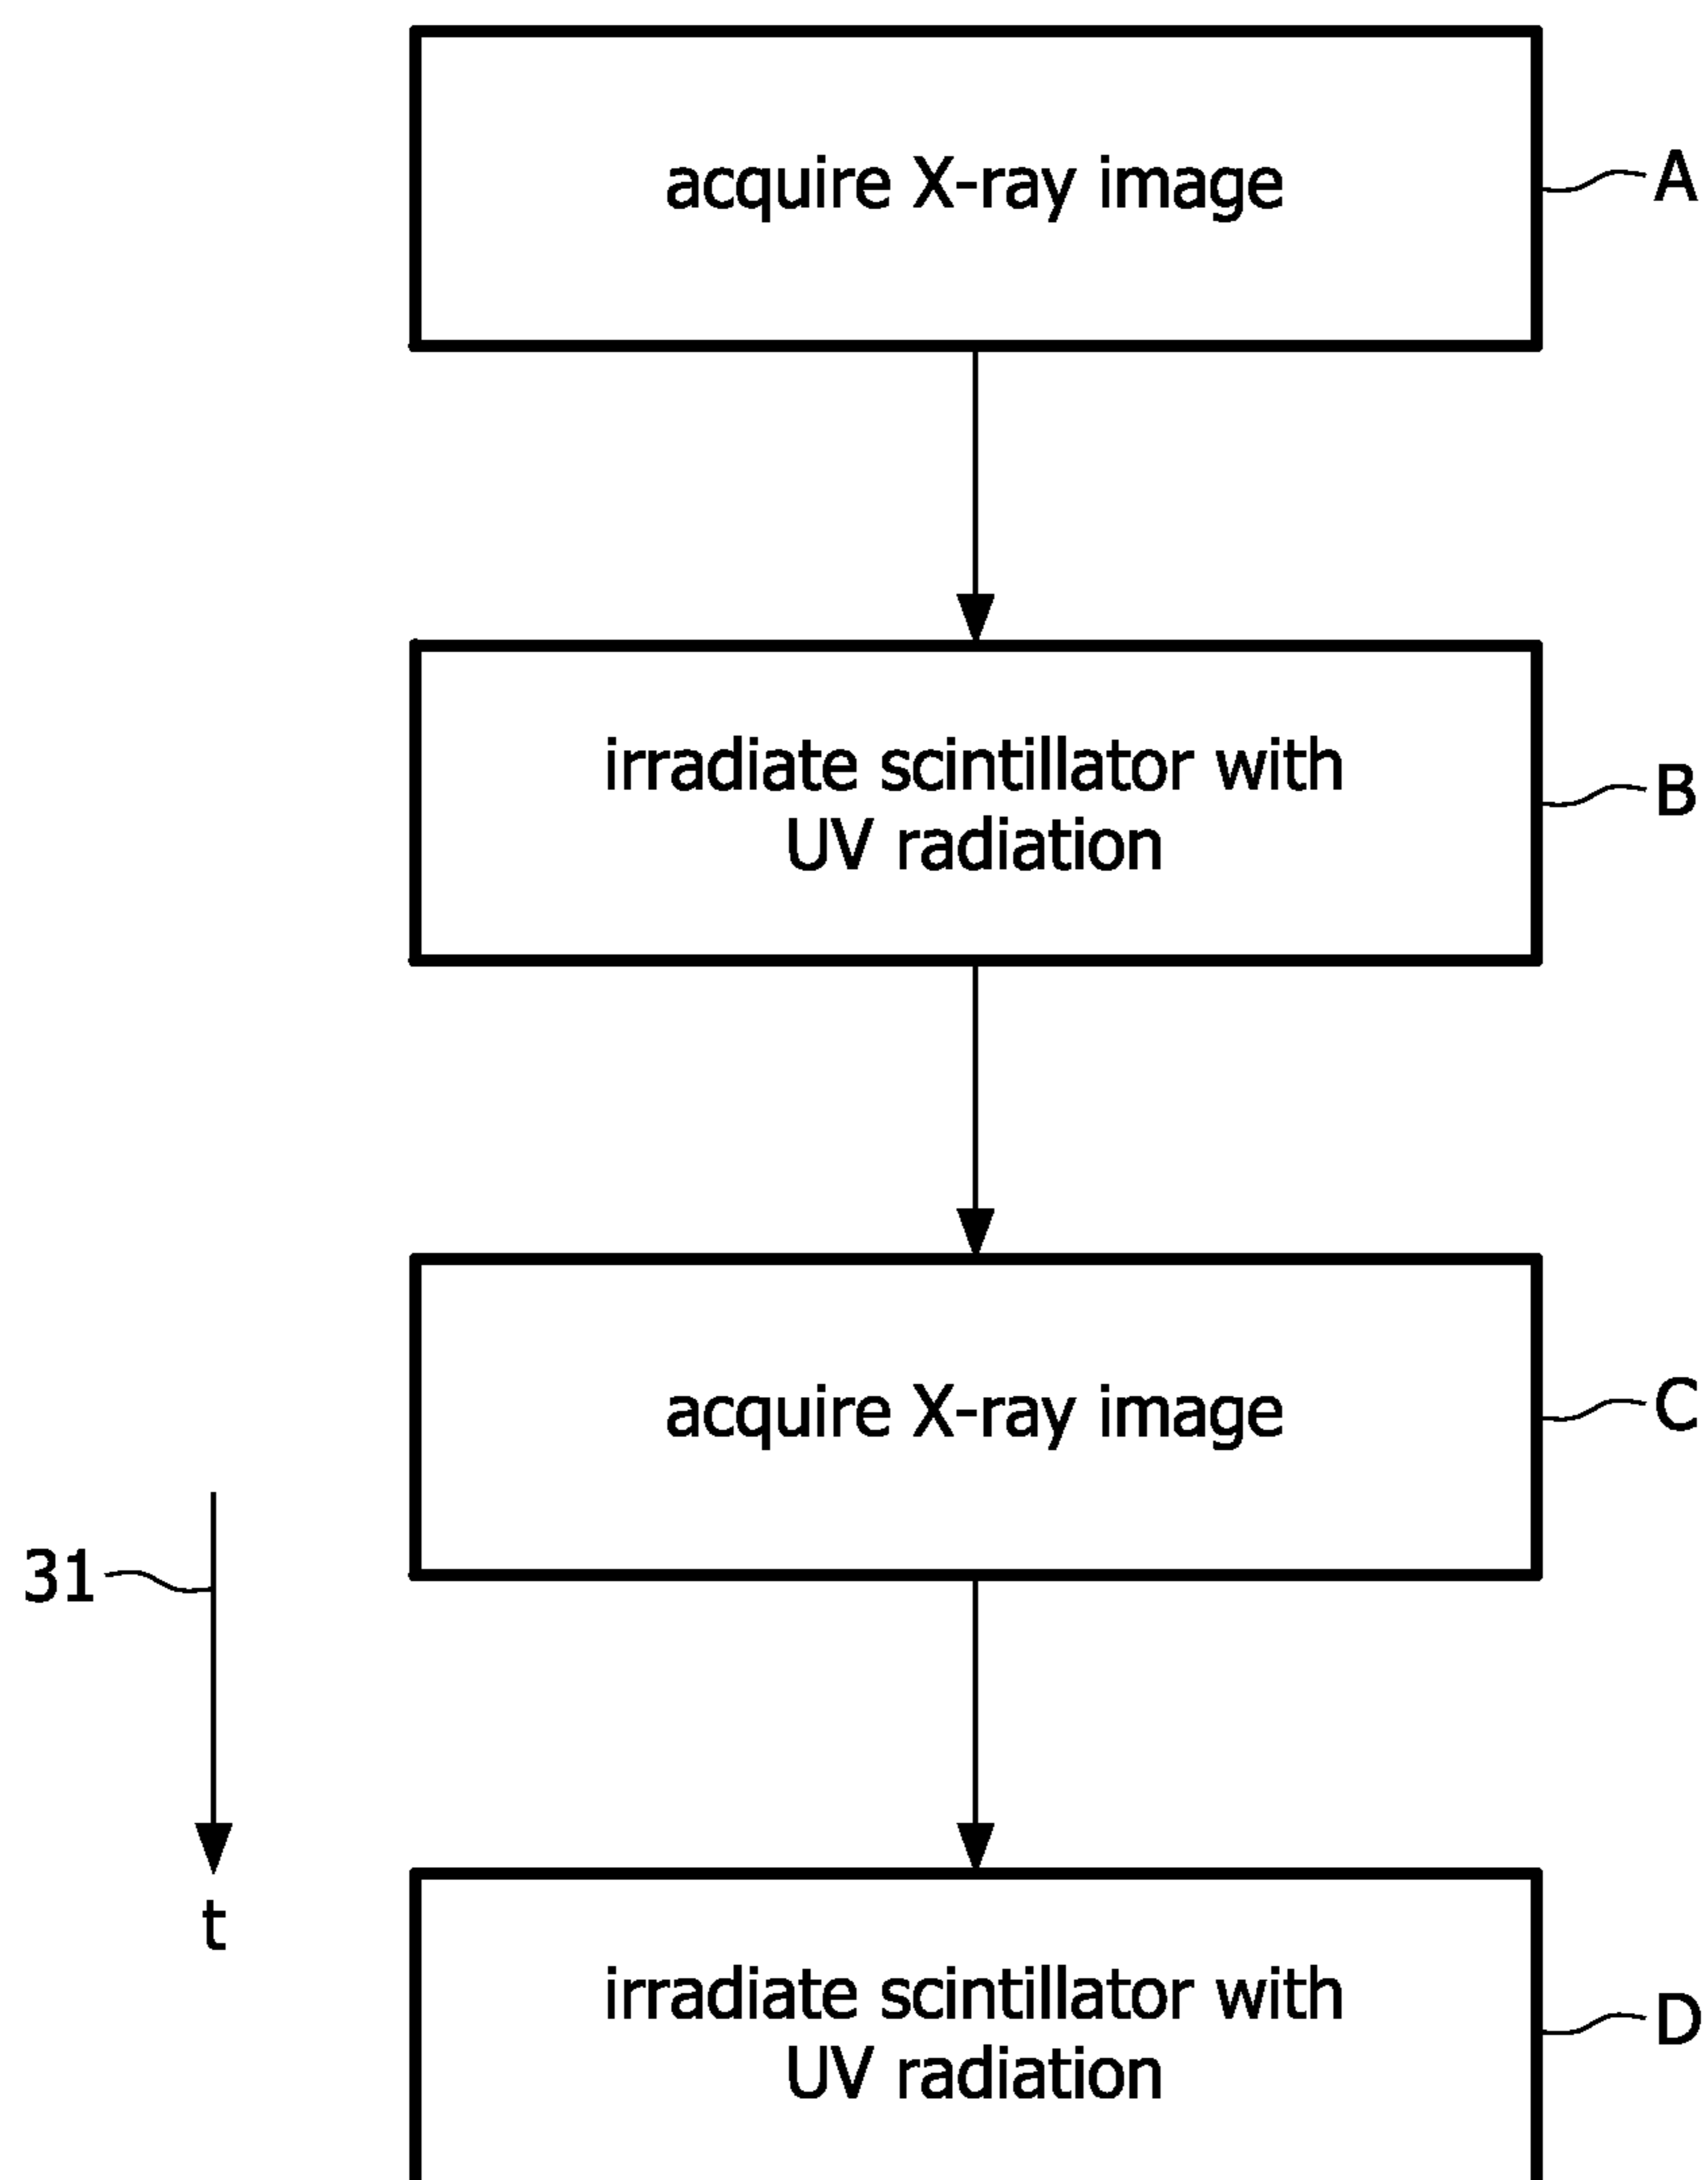 acquire X-ray image
A
irradiate scintillator with
UV radiation
B
acquire X-ray image
C
31
t
irradiate scintillator with
UV radiation
D